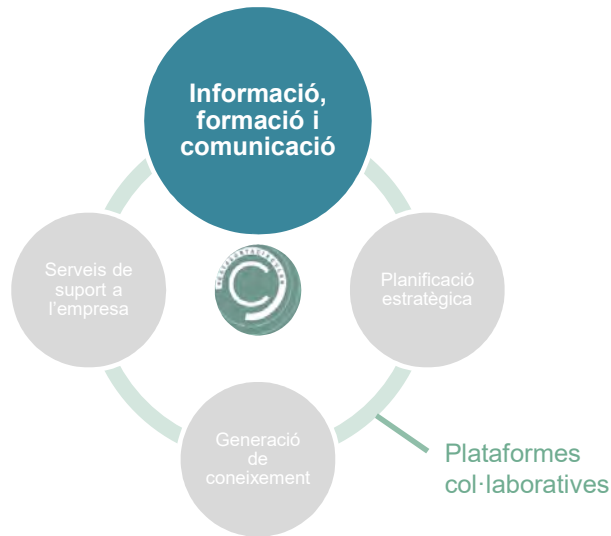 Informació,
formació i
comunicació
Serveis de
suport a
l’empresa
Planificació
estratègica
Generació
de
coneixement
Plataformes
col·laboratives